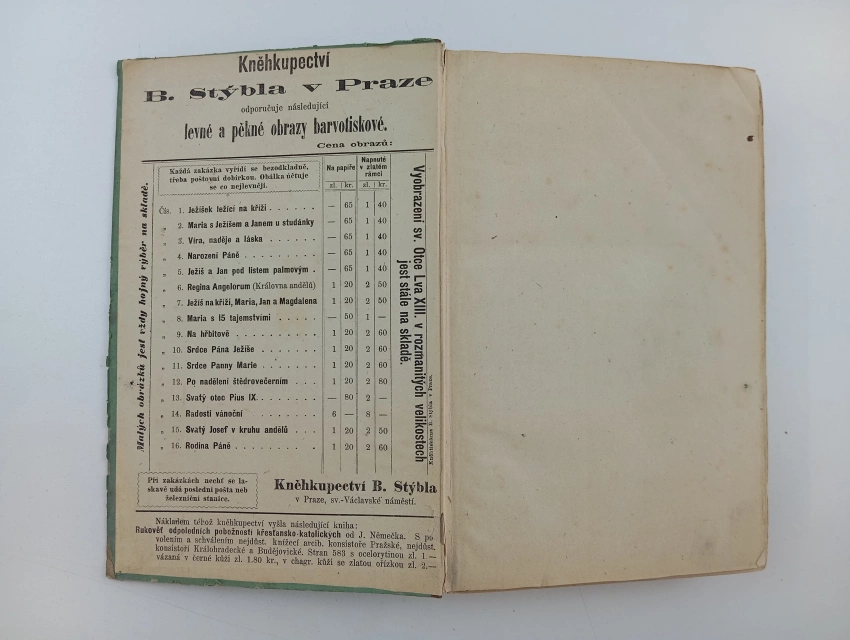 Kněhkupectví
B. Stýbla v Praze
odporučuje následující
levné a pěkné obrazy barvotiskové.
Cena obrazů:
Malých obrázků jest vždy hojný výběr na skladě.
Každá zakázka vyřídí se bezodkladně,
třeba poštovní dobírkou. Obálka účtuje
se co nejlevněji.
Na papíře
Napnuté
v zlatém
rámci
zl. kr. zl. kr.
Čís. 1. Ježíšek ležící na kříži . . . . . . — 65 1 40
„ 2. Maria s Ježíšem a Janem u studánky — 65 1 40
„ 3. Víra, naděje a láska . . . . . . — 65 1 40
„ 4. Narození Páně . . . . . . . . — 65 1 40
„ 5. Ježíš a Jan pod listem palmovým . — 65 1 40
„ 6. Regina Angelorum (Královna andělů) 1 20 2 50
„ 7. Ježíš na kříži, Maria, Jan a Magdalena 1 20 2 50
„ 8. Maria s 15 tajemstvími . . . . . — 50 1 —
„ 9. Na hřbitově . . . . . . . . . 1 20 2 60
„ 10. Srdce Pána Ježíše . . . . . . . 1 20 2 60
„ 11. Srdce Panny Marie . . . . . . . 1 20 2 60
„ 12. Po nadělení štědrovečerním . . . 1 20 2 80
„ 13. Svatý otec Pius IX. . . . . . . . — 80 2 —
„ 14. Radosti vánoční . . . . . . . 6 — 8 —
„ 15. Svatý Josef v kruhu andělů . . . 1 20 2 50
„ 16. Rodina Páně . . . . . . . . 1 20 2 60
Vyobrazení sv. Otce Lva XIII. v rozmanitých velikostech
jest stále na skladě.
Knihtiskem B. Stýbla v Praze.
Při zakázkách nechť se la-
skavě udá poslední pošta neb
železniční stanice.
Kněhkupectví B. Stýbla
v Praze, sv.-Václavské náměstí.
Nákladem téhož kněhkupectví vyšla následující kniha:
Rukověť odpoledních pobožností křesťansko-katolických od J. Němečka. S po
volením a schválením nejdůst. knížecí arcib. konsistoře Pražské, nejdůst.
konsistoří Králohradecké a Budějovické. Stran 583 s ocelorytinou zl. 1 —
vázaná v černé kůži zl. 1.80 kr., v chagr. kůži se zlatou ořízkou zl. 2.—